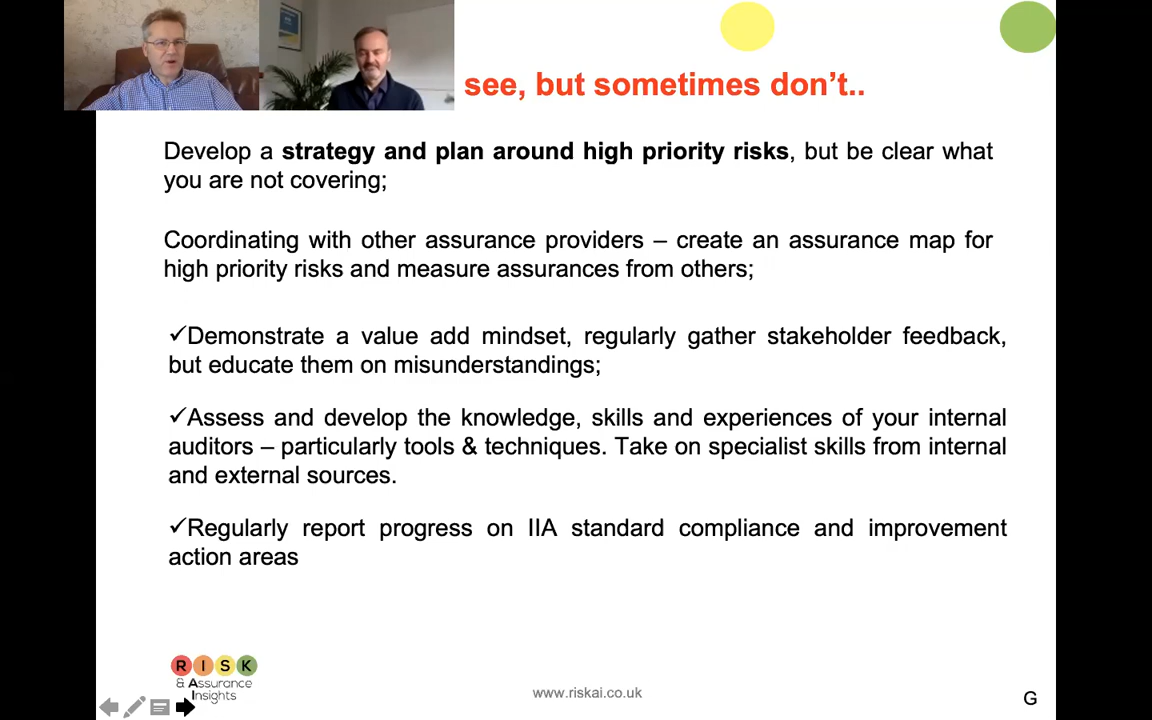 see, but sometimes don’t..
Develop a strategy and plan around high priority risks, but be clear what
you are not covering;
Coordinating with other assurance providers – create an assurance map for
high priority risks and measure assurances from others;
✓Demonstrate a value add mindset, regularly gather stakeholder feedback,
but educate them on misunderstandings;
✓Assess and develop the knowledge, skills and experiences of your internal
auditors – particularly tools & techniques. Take on specialist skills from internal
and external sources.
✓Regularly report progress on IIA standard compliance and improvement
action areas
RISK
& Assurance
Insights
www.riskai.co.uk
G